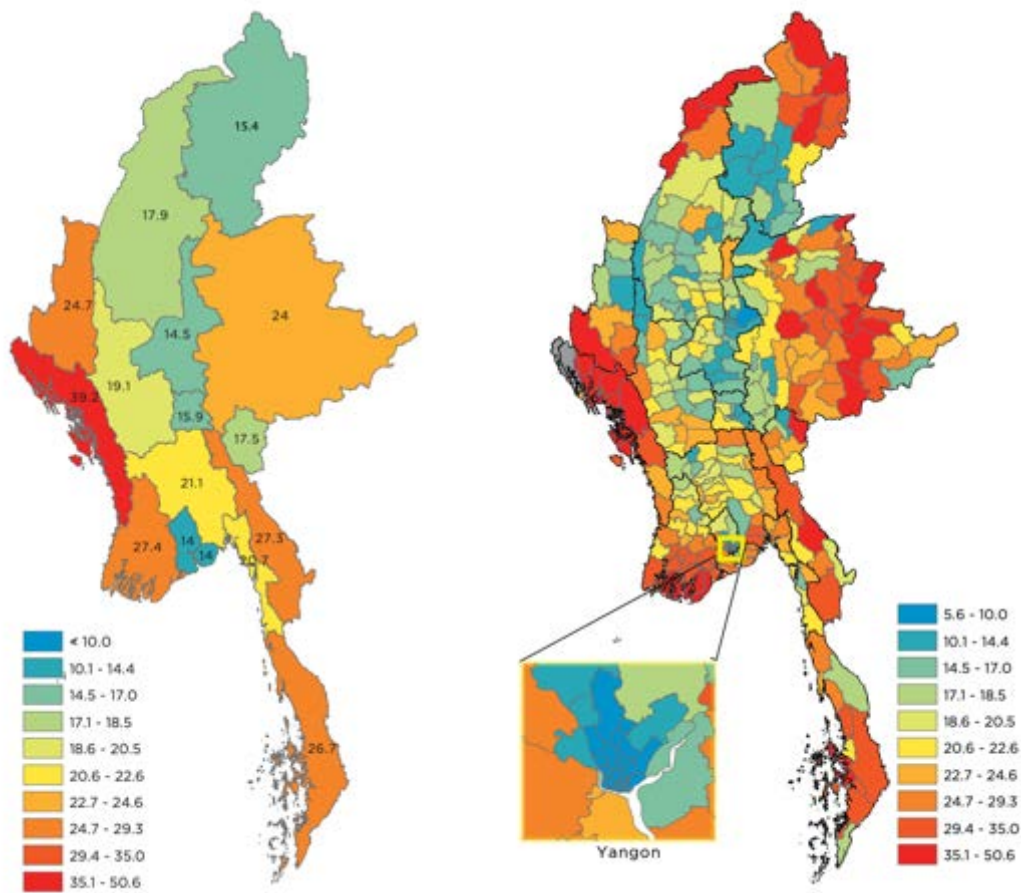 15.4
17.9
24.7
24
14.5
39.2
19.1
15.9
17.5
21.1
27.3
27.4
14
14
20.7
26.7
< 10.0
10.1 - 14.4
14.5 - 17.0
17.1 - 18.5
18.6 - 20.5
20.6 - 22.6
22.7 - 24.6
24.7 - 29.3
29.4 - 35.0
35.1 - 50.6
5.6 - 10.0
10.1 - 14.4
14.5 - 17.0
17.1 - 18.5
18.6 - 20.5
20.6 - 22.6
22.7 - 24.6
24.7 - 29.3
29.4 - 35.0
35.1 - 50.6
Yangon